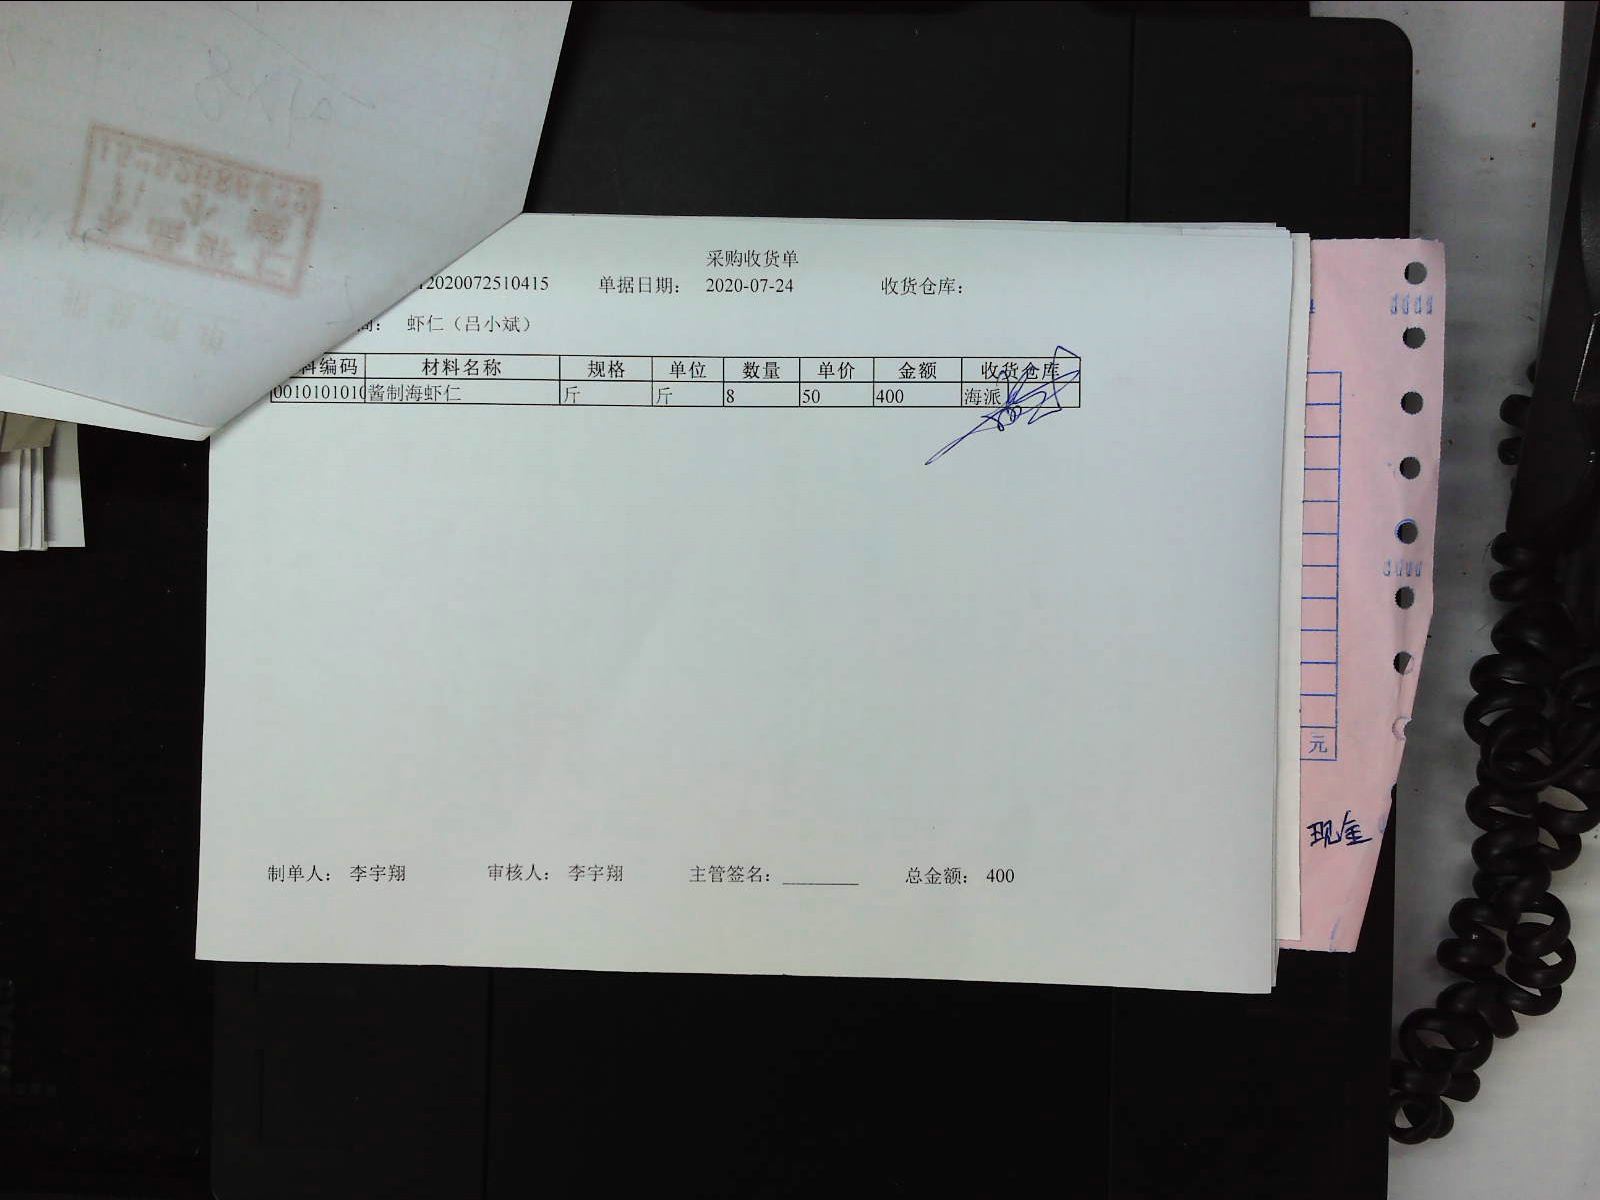 采购收货单
2020072510415 单据日期： 2020-07-24 收货仓库：
虾仁（吕小斌）
料编码 材料名称 规格 单位 数量 单价 金额 收货仓库
0010101010 酱制海虾仁 斤 斤 8 50 400 海派
元
现金
制单人： 李宇翔 审核人： 李宇翔 主管签名： 总金额： 400